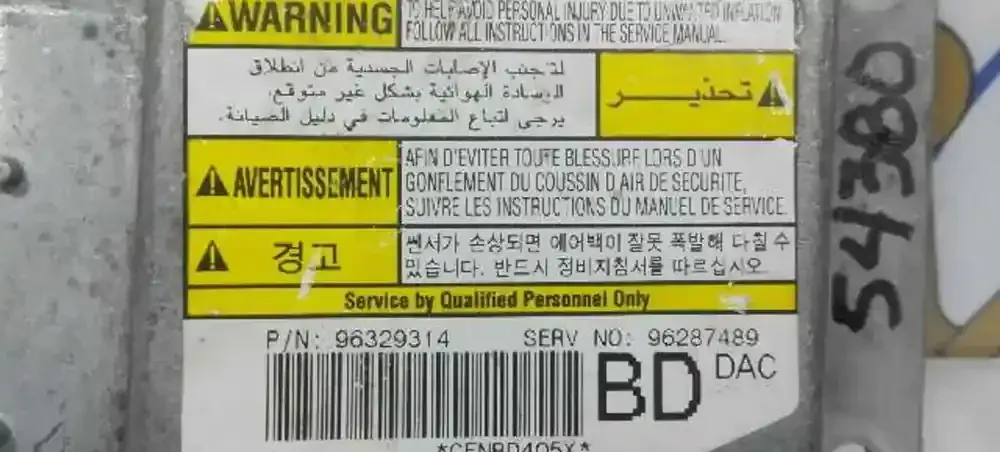 WARNING
TO HELP AVOID PERSONAL INJURY DUE TO UNWANTED INFLATION
FOLLOW ALL INSTRUCTIONS IN THE SERVICE MANUAL.
تحذيـــر
لتجنب الإصابات الجسدية من انطلاق
الوسادة الهوائية بشكل غير متوقع،
يرجى اتباع المعلومات في دليل الصيانة.
AVERTISSEMENT
AFIN D'EVITER TOUTE BLESSURE LORS D'UN
GONFLEMENT DU COUSSIN D'AIR DE SECURITE,
SUIVRE LES INSTRUCTIONS DU MANUEL DE SERVICE.
경고
쎈서가 손상되면 에어백이 잘못 폭발해 다칠 수
있습니다. 반드시 정비지침서를 따르십시오.
Service by Qualified Personnel Only
P/N: 96329314 SERV NO: 96287489
BD DAC
*CFNBD405X*
54380